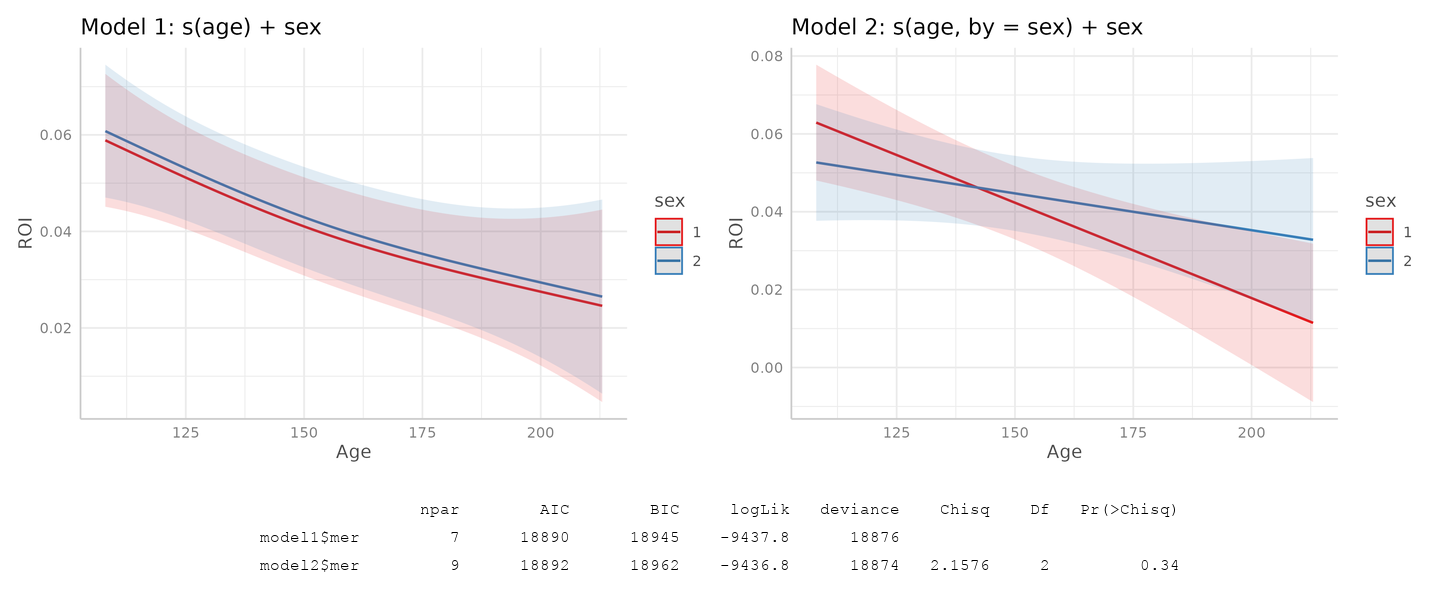 Model 1: s(age) + sex
0.06
0.04
0.02
ROI
125 150 175 200
Age
sex
1
2
Model 2: s(age, by = sex) + sex
0.08
0.06
0.04
0.02
0.00
ROI
125 150 175 200
Age
sex
1
2
npar AIC BIC logLik deviance Chisq Df Pr(>Chisq)
model1$mer 7 18890 18945 -9437.8 18876
model2$mer 9 18892 18962 -9436.8 18874 2.1576 2 0.34